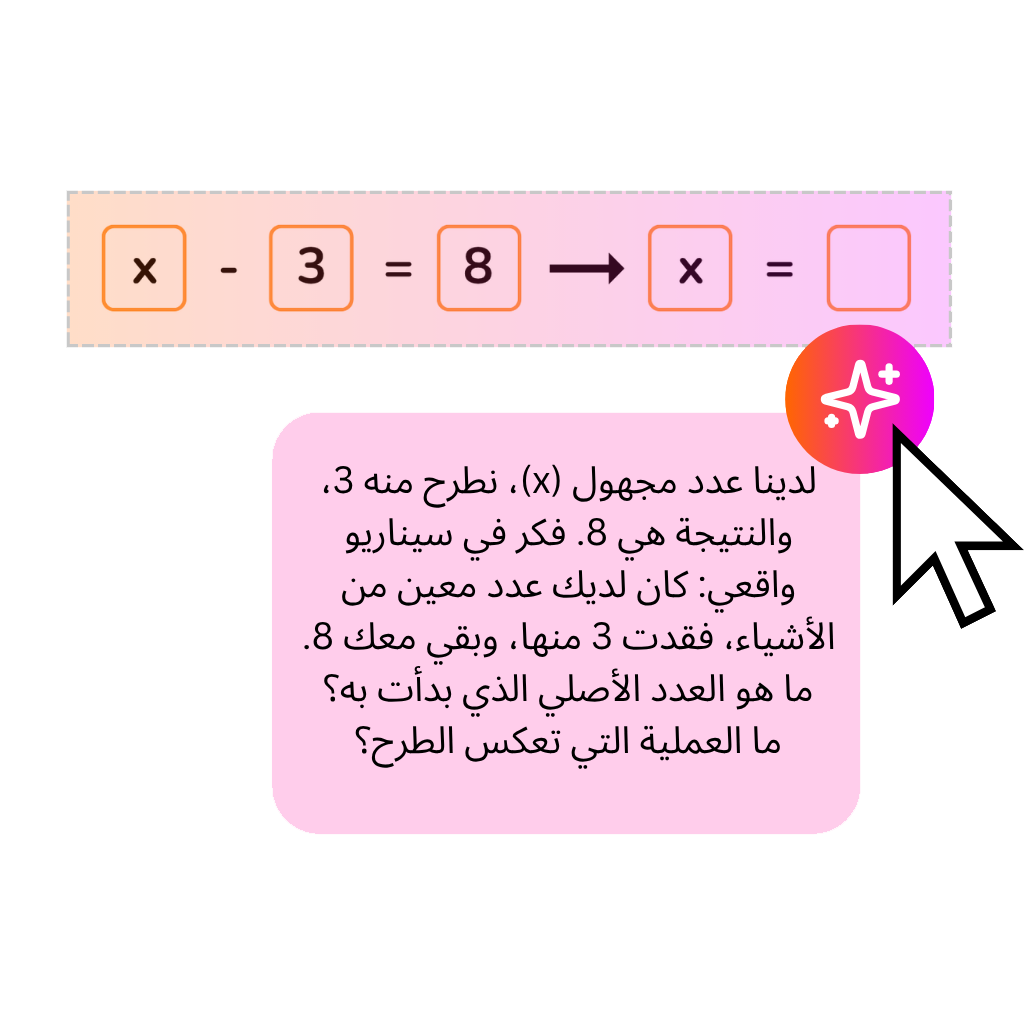 x - 3 = 8 → x =
لدينا عدد مجهول (x)، نطرح منه 3،
والنتيجة هي 8. فكر في سيناريو
واقعي: كان لديك عدد معين من
الأشياء، فقدت 3 منها، وبقي معك 8.
ما هو العدد الأصلي الذي بدأت به؟
ما العملية التي تعكس الطرح؟